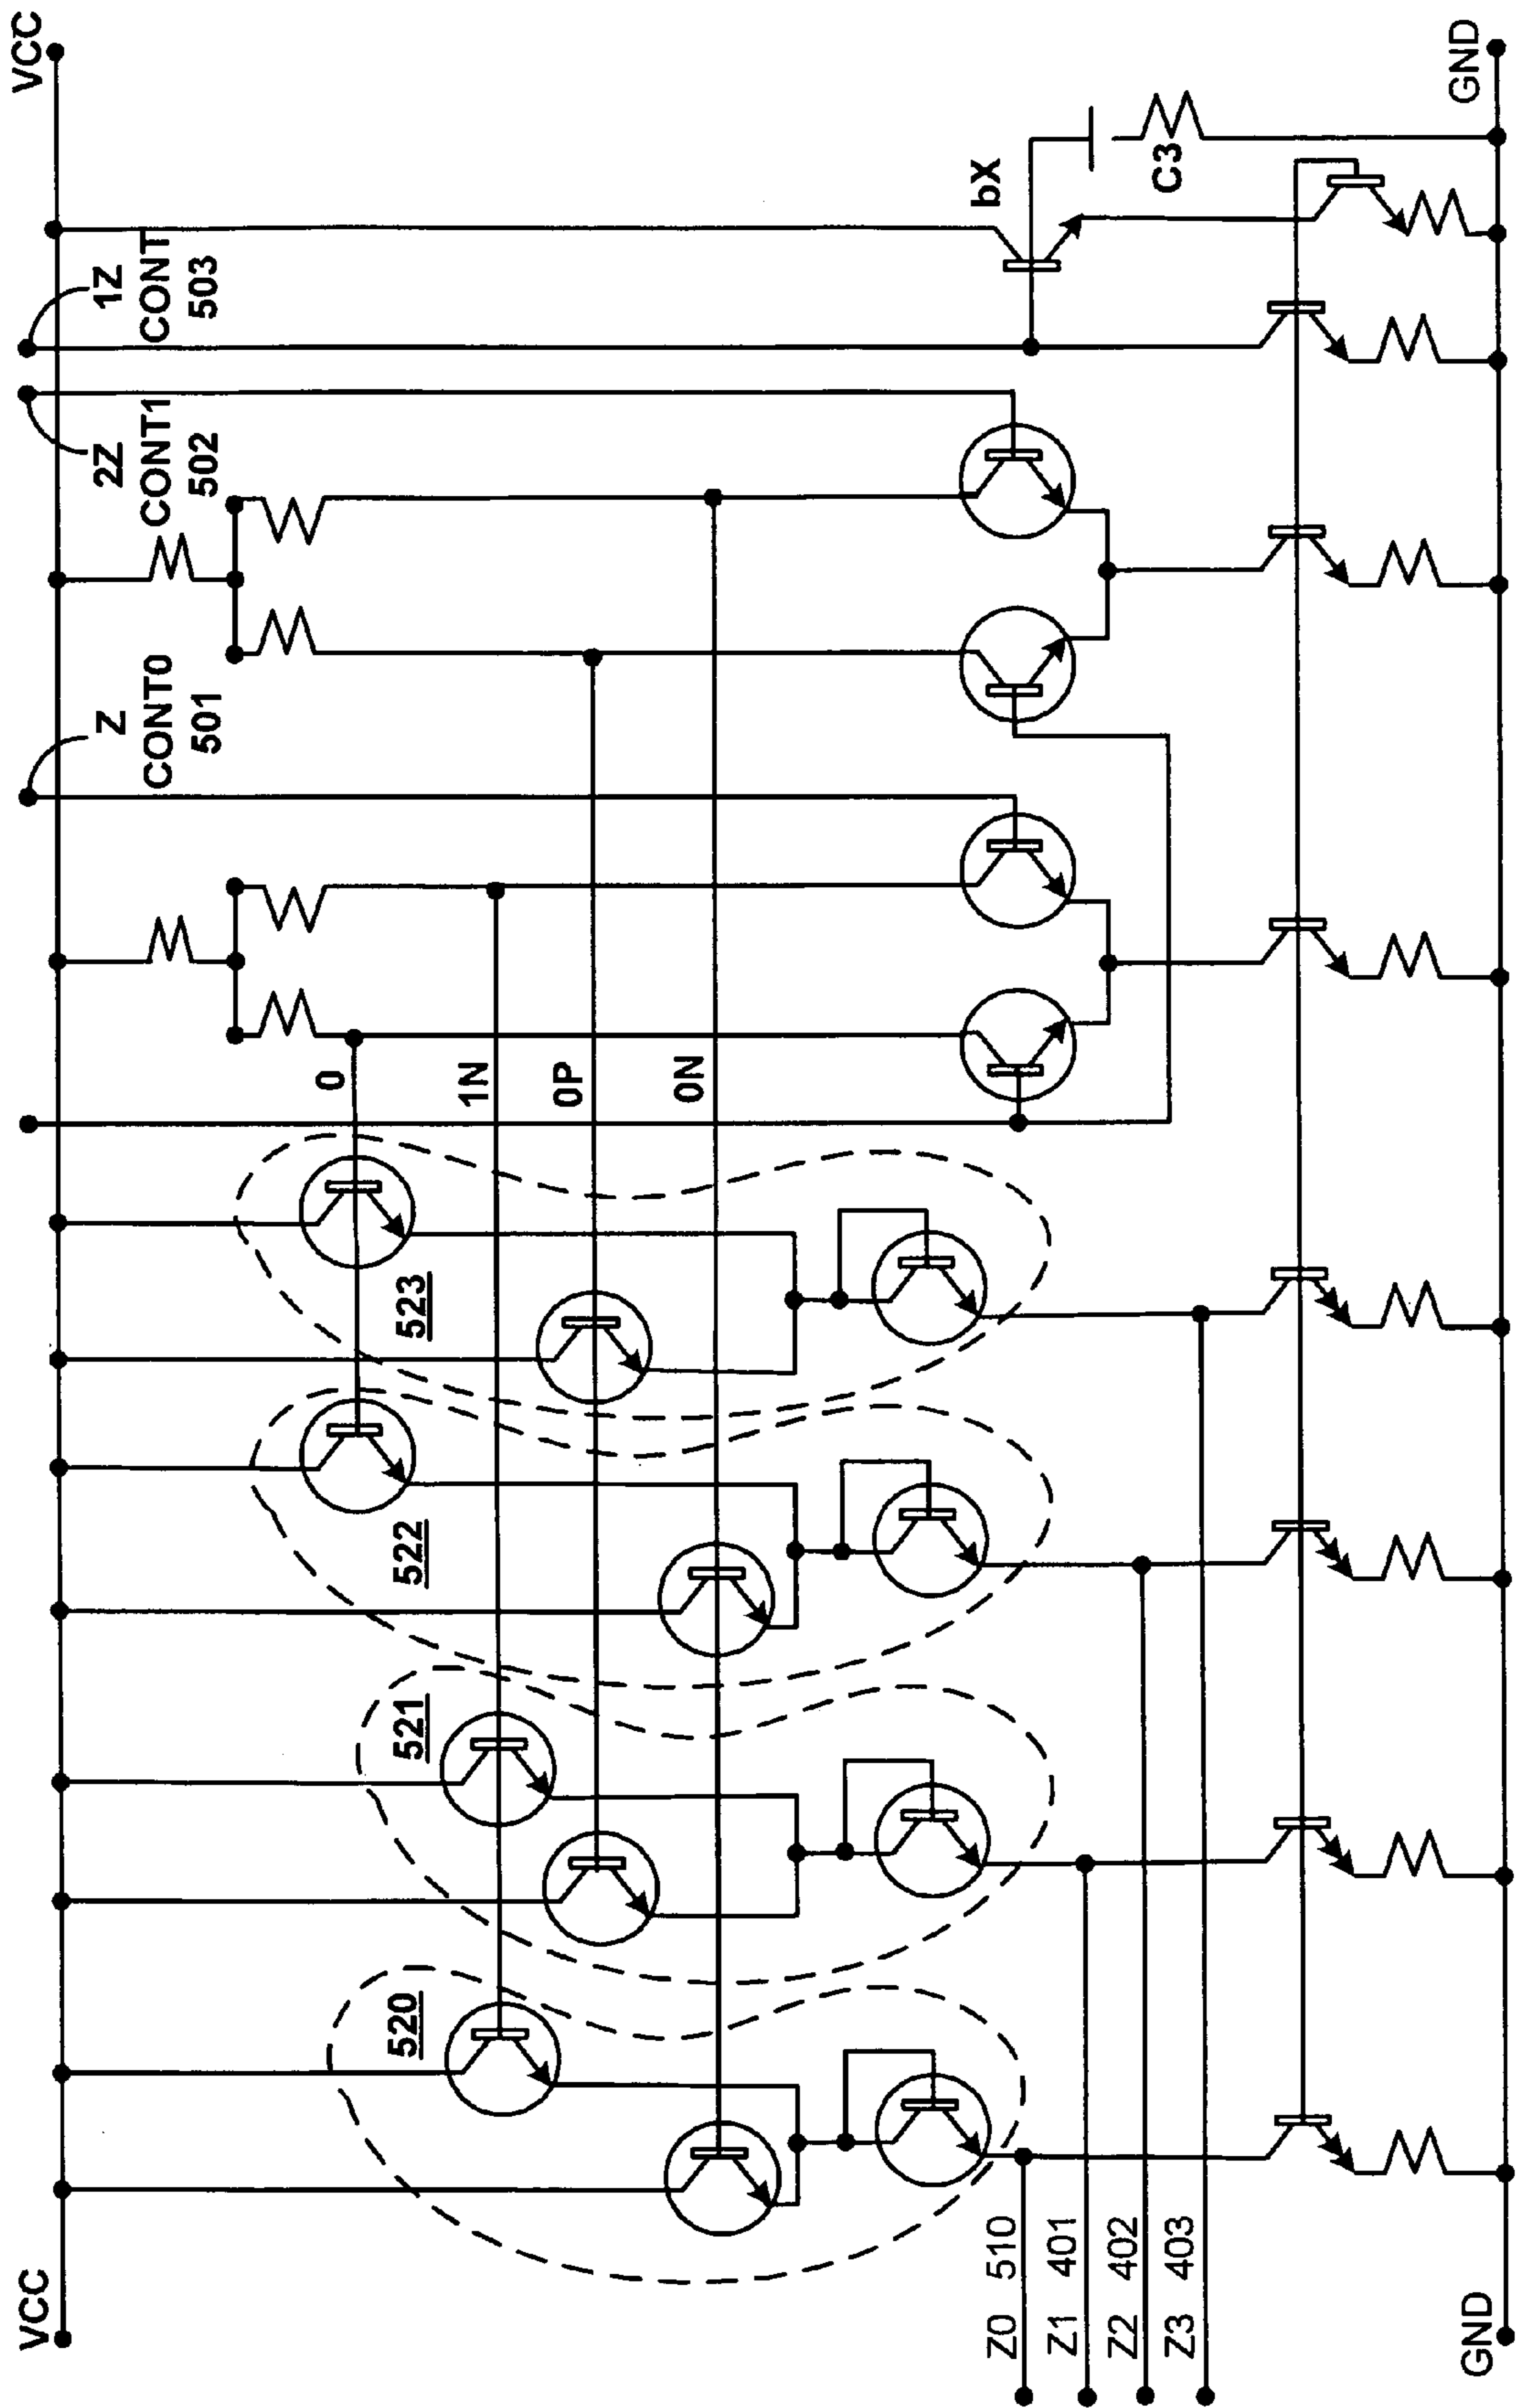 VCC
VCC
1Z
CONT
503
2Z
CONT1
502
Z
CONT0
501
0
1N
0P
0N
bX
C3
523
522
521
520
Z0 510
Z1 401
Z2 402
Z3 403
GND
GND